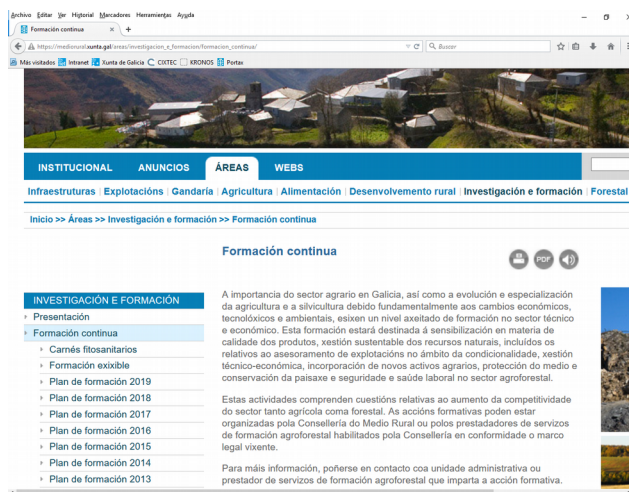 Archivo Editar Ver Historial Marcadores Herramientas Ayuda
Formación continua
https://mediorural.xunta.gal/areas/investigacion_e_formacion/formacion_continua/
Buscar
Más visitados Intranet Xunta de Galicia CIXTEC KRONOS Portax
INSTITUCIONAL ANUNCIOS ÁREAS WEBS
Infraestruturas Explotacións Gandaría Agricultura Alimentación Desenvolvemento rural Investigación e formación Forestal
Inicio >> Áreas >> Investigación e formación >> Formación continua
Formación continua
PDF
INVESTIGACIÓN E FORMACIÓN
Presentación
Formación continua
Carnés fitosanitarios
Formación exixible
Plan de formación 2019
Plan de formación 2018
Plan de formación 2017
Plan de formación 2016
Plan de formación 2015
Plan de formación 2014
Plan de formación 2013
A importancia do sector agrario en Galicia, así como a evolución e especialización
da agricultura e a silvicultura debido fundamentalmente aos cambios económicos,
tecnolóxicos e ambientais, esixen un nivel axeitado de formación no sector técnico
e económico. Esta formación estará destinada á sensibilización en materia de
calidade dos produtos, xestión sustentable dos recursos naturais, incluídos os
relativos ao asesoramento de explotacións no ámbito da condicionalidade, xestión
técnico-económica, incorporación de novos activos agrarios, protección do medio e
conservación da paisaxe e seguridade e saúde laboral no sector agroforestal.
Estas actividades comprenden cuestións relativas ao aumento da competitividade
do sector tanto agrícola coma forestal. As accións formativas poden estar
organizadas pola Consellería do Medio Rural ou polos prestadadores de servizos
de formación agroforestal habilitados pola Consellería en conformidade o marco
legal vixente.
Para máis información, poñerse en contacto coa unidade administrativa ou
prestador de servizos de formación agroforestal que imparta a acción formativa.